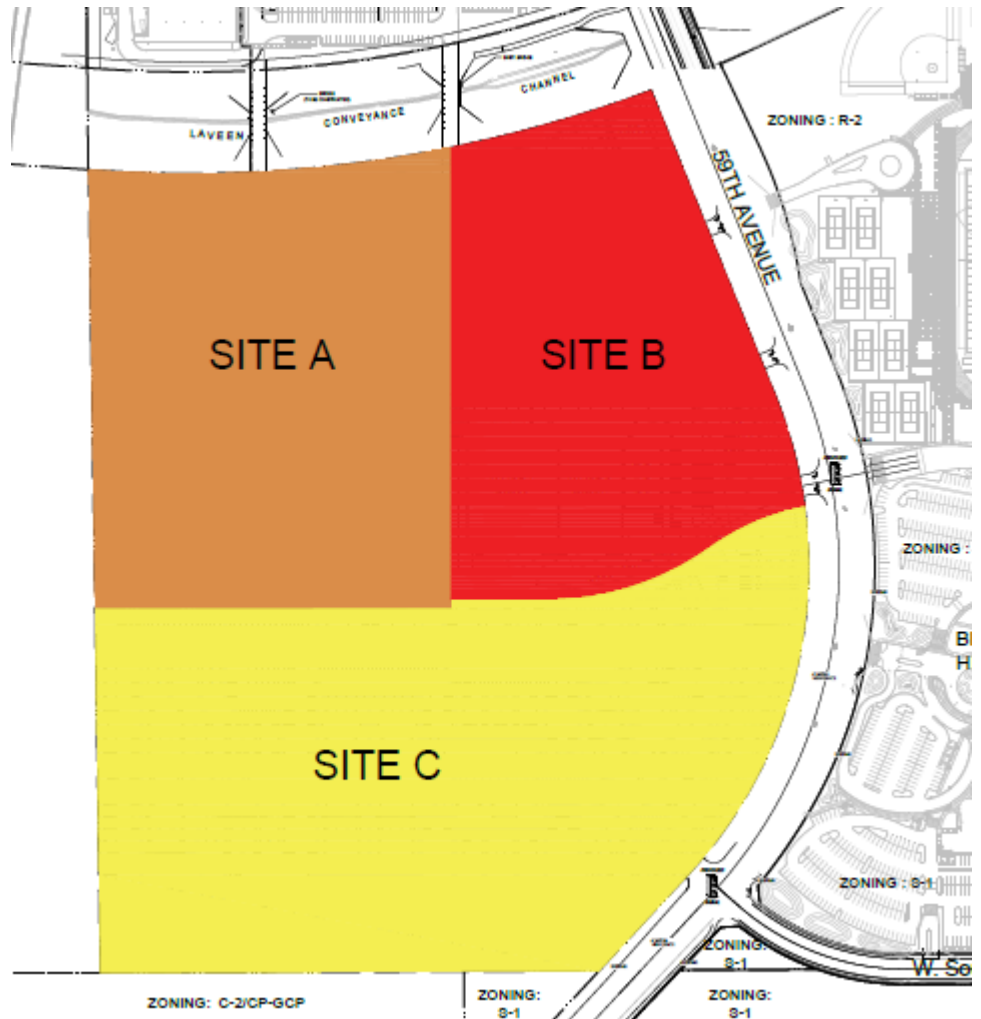 LAVEEN CONVEYANCE CHANNEL
ZONING : R-2
59TH AVENUE
SITE A
SITE B
ZONING :
SITE C
ZONING : S-1
ZONING:
S-1
W. So
ZONING: C-2/CP-GCP
ZONING:
S-1
ZONING:
S-1